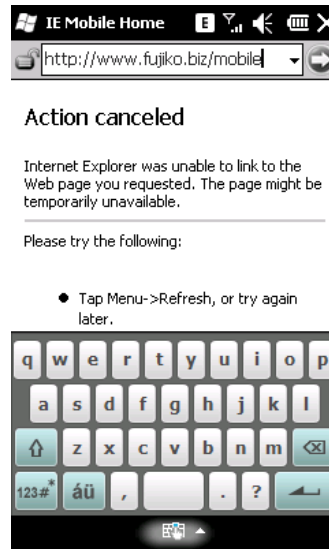 IE Mobile Home E
http://www.fujiko.biz/mobile
Action canceled
Internet Explorer was unable to link to the
Web page you requested. The page might be
temporarily unavailable.
Please try the following:
Tap Menu->Refresh, or try again
later.
q w e r t y u i o p
a s d f g h j k l
z x c v b n m
123#* áü , . ?